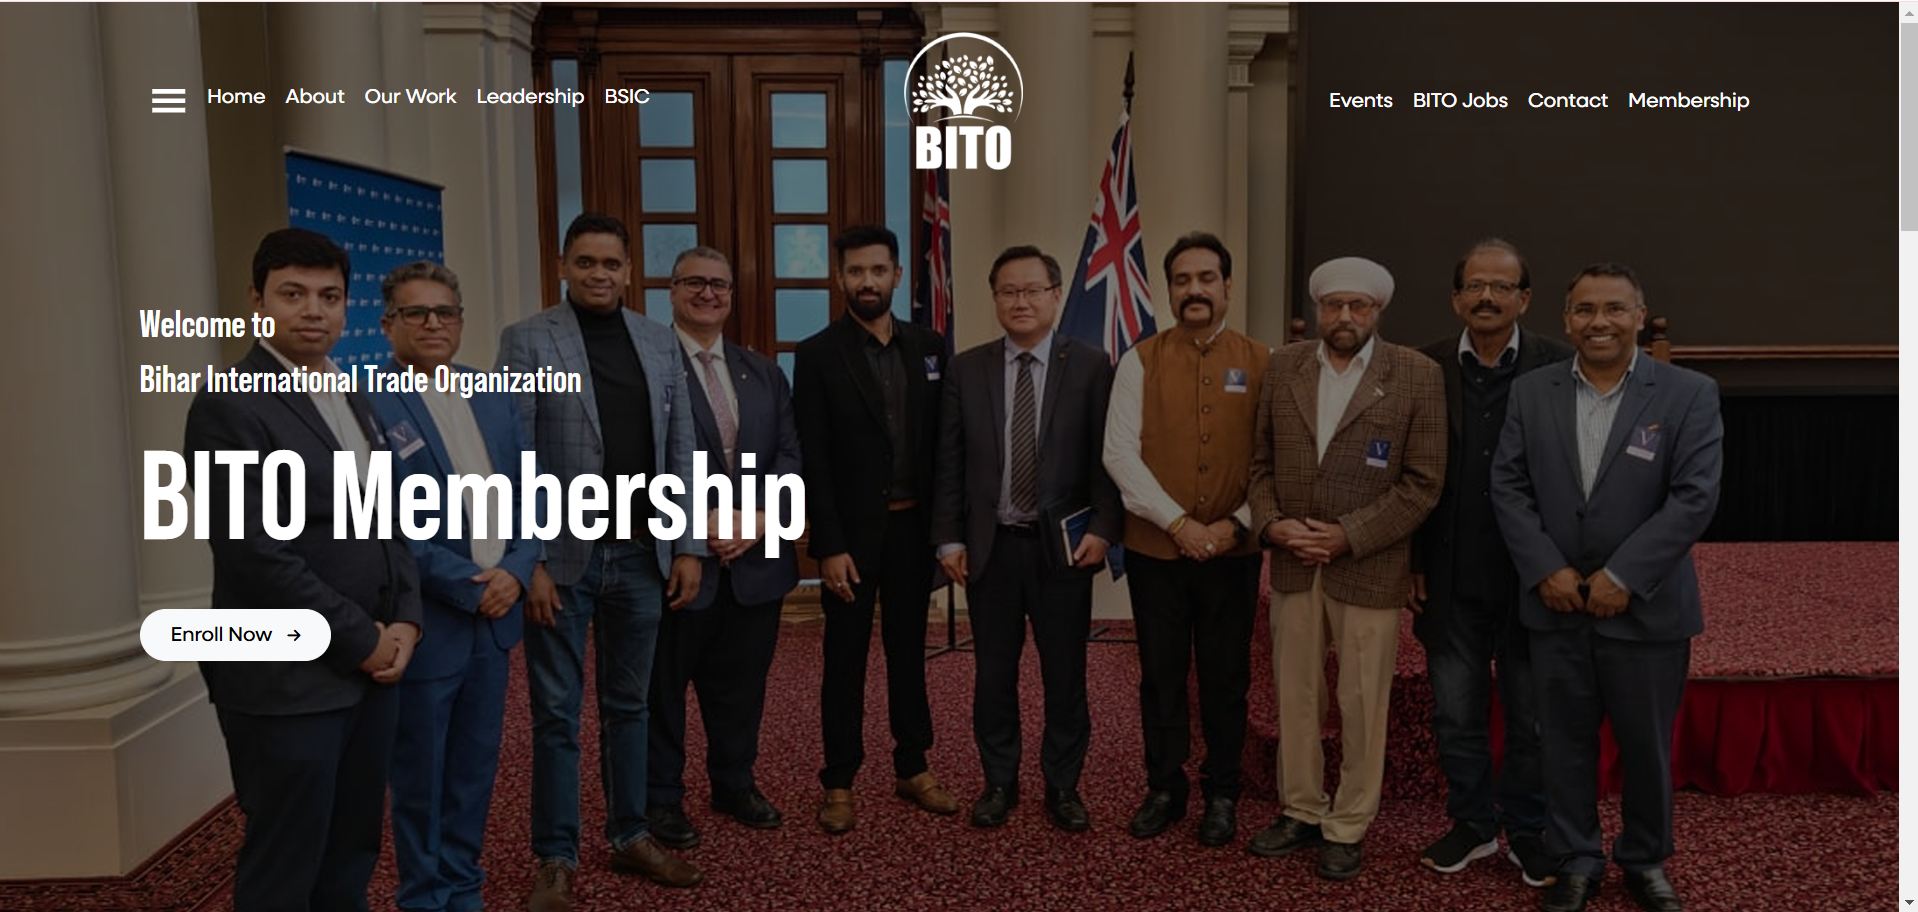 Home About Our Work Leadership BSIC
BITO
Events BITO Jobs Contact Membership
Welcome to
Bihar International Trade Organization
BITO Membership
Enroll Now →
V
V
V
V
V